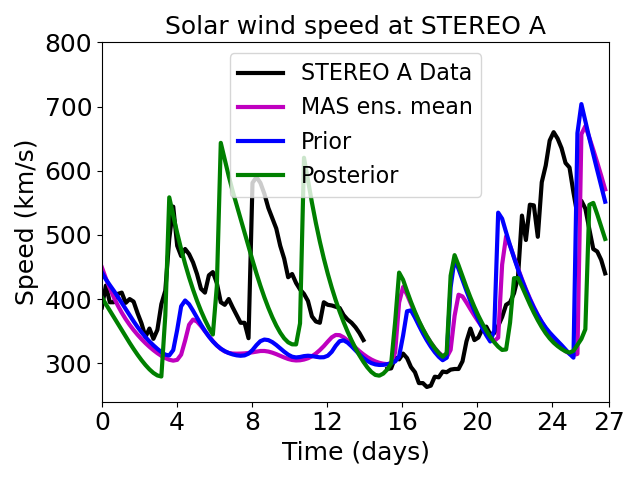 Solar wind speed at STEREO A
800
700
600
500
400
300
Speed (km/s)
STEREO A Data
MAS ens. mean
Prior
Posterior
0 4 8 12 16 20 24 27
Time (days)